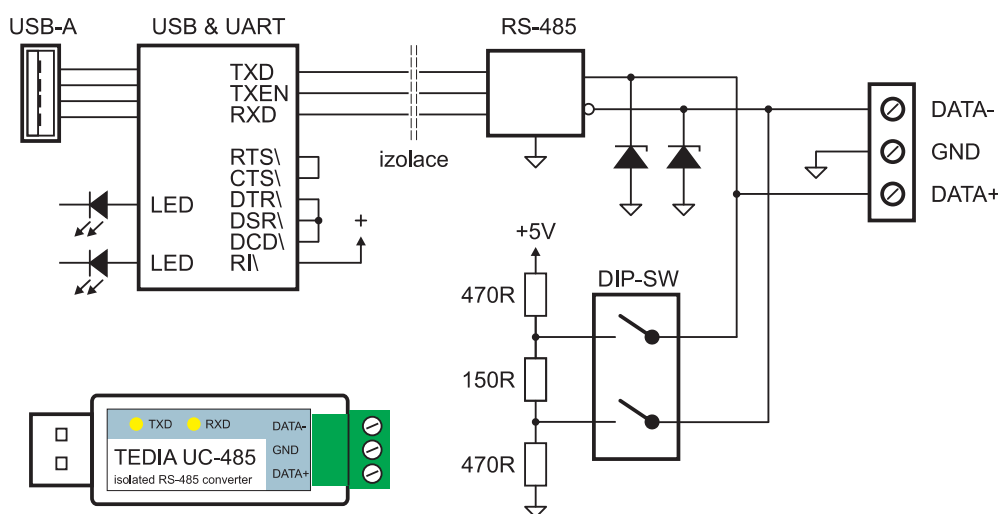 USB-A
USB & UART
RS-485
TXD
TXEN
RXD
izolace
RTS\
CTS\
DTR\
DSR\
DCD\
RI\
LED
LED
+
DATA-
GND
DATA+
+5V
470R
150R
470R
DIP-SW
TXD RXD
TEDIA UC-485
isolated RS-485 converter
DATA-
GND
DATA+